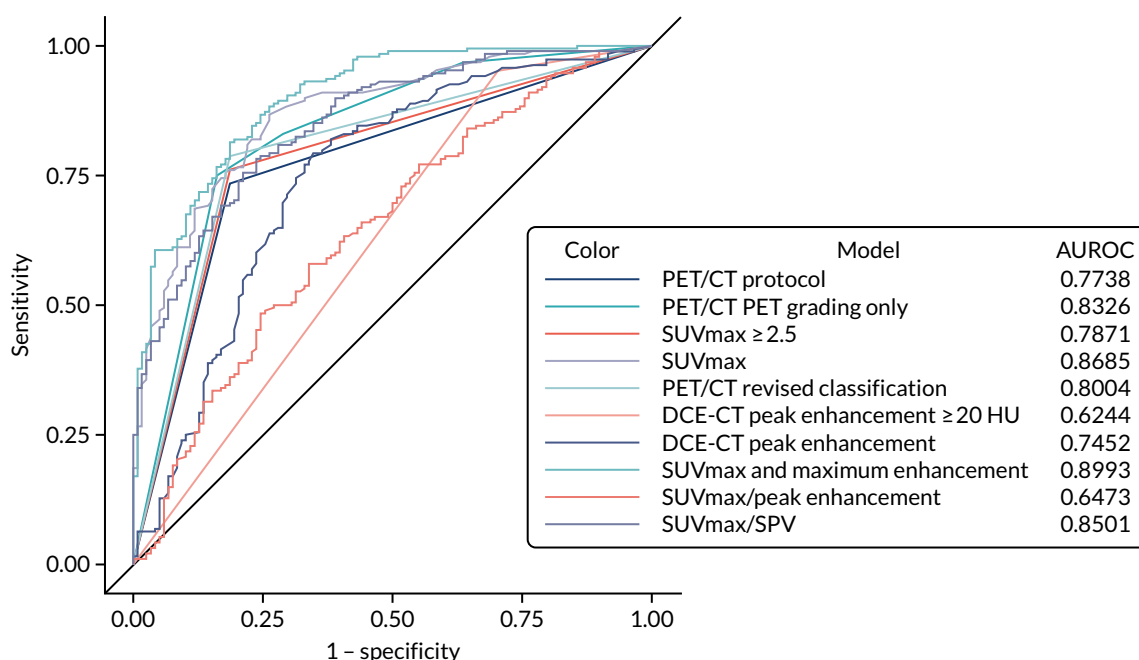 1.00
0.75
0.50
0.25
0.00
Sensitivity
0.00 0.25 0.50 0.75 1.00
1 – specificity
Color Model AUROC
PET/CT protocol 0.7738
PET/CT PET grading only 0.8326
SUVmax ≥2.5 0.7871
SUVmax 0.8685
PET/CT revised classification 0.8004
DCE-CT peak enhancement ≥20 HU 0.6244
DCE-CT peak enhancement 0.7452
SUVmax and maximum enhancement 0.8993
SUVmax/peak enhancement 0.6473
SUVmax/SPV 0.8501